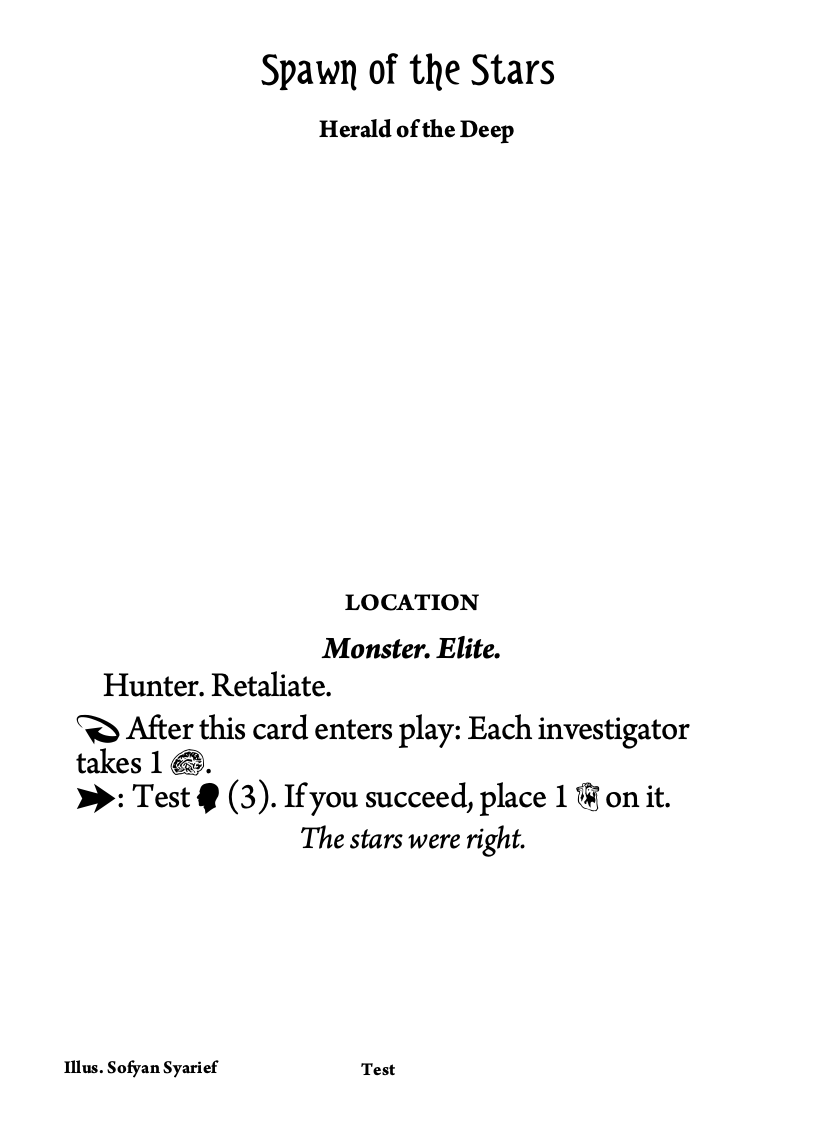 Spawn of the Stars
Herald of the Deep
LOCATION
Monster. Elite.
Hunter. Retaliate.
After this card enters play: Each investigator
takes 1 .
: Test (3). If you succeed, place 1 on it.
The stars were right.
Illus. Sofyan Syarief
Test